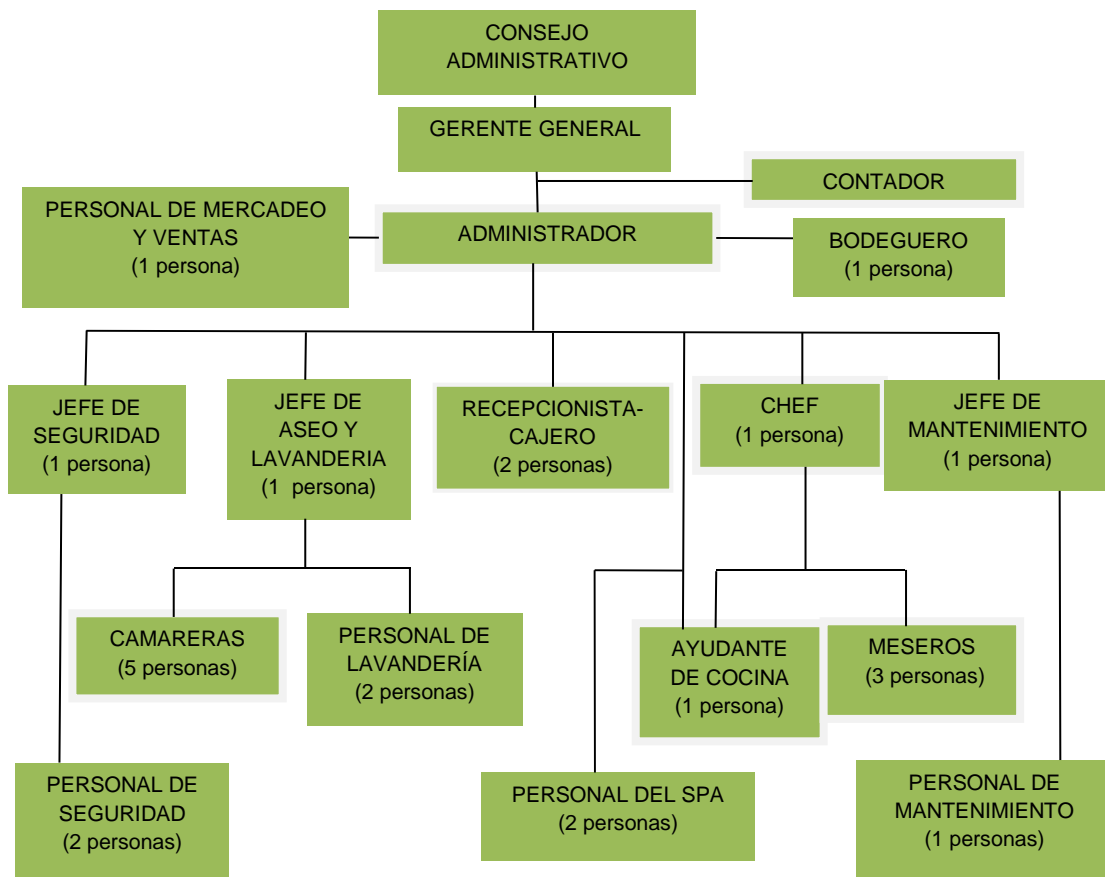 CONSEJO
ADMINISTRATIVO
GERENTE GENERAL
CONTADOR
PERSONAL DE MERCADEO
Y VENTAS
(1 persona)
ADMINISTRADOR
BODEGUERO
(1 persona)
JEFE DE
SEGURIDAD
(1 persona)
JEFE DE
ASEO Y
LAVANDERIA
(1  persona)
RECEPCIONISTA-
CAJERO
(2 personas)
CHEF
(1 persona)
JEFE DE
MANTENIMIENTO
(1 persona)
CAMARERAS
(5 personas)
PERSONAL DE
LAVANDERÍA
(2 personas)
AYUDANTE
DE COCINA
(1 persona)
MESEROS
(3 personas)
PERSONAL DE
SEGURIDAD
(2 personas)
PERSONAL DEL SPA
(2 personas)
PERSONAL DE
MANTENIMIENTO
(1 personas)